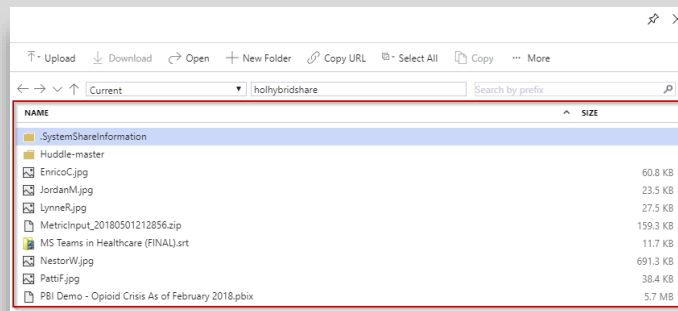 Upload Download Open New Folder Copy URL Select All Copy ... More
Current holhybridshare Search by prefix
NAME SIZE
.SystemShareInformation
Huddle-master
EnricoC.jpg 60.8 KB
JordanM.jpg 23.5 KB
LynneR.jpg 27.5 KB
MetricInput_20180501212856.zip 159.3 KB
MS Teams in Healthcare (FINAL).srt 11.7 KB
NestorW.jpg 691.3 KB
PattiF.jpg 38.4 KB
PBI Demo - Opioid Crisis As of February 2018.pbix 5.7 MB